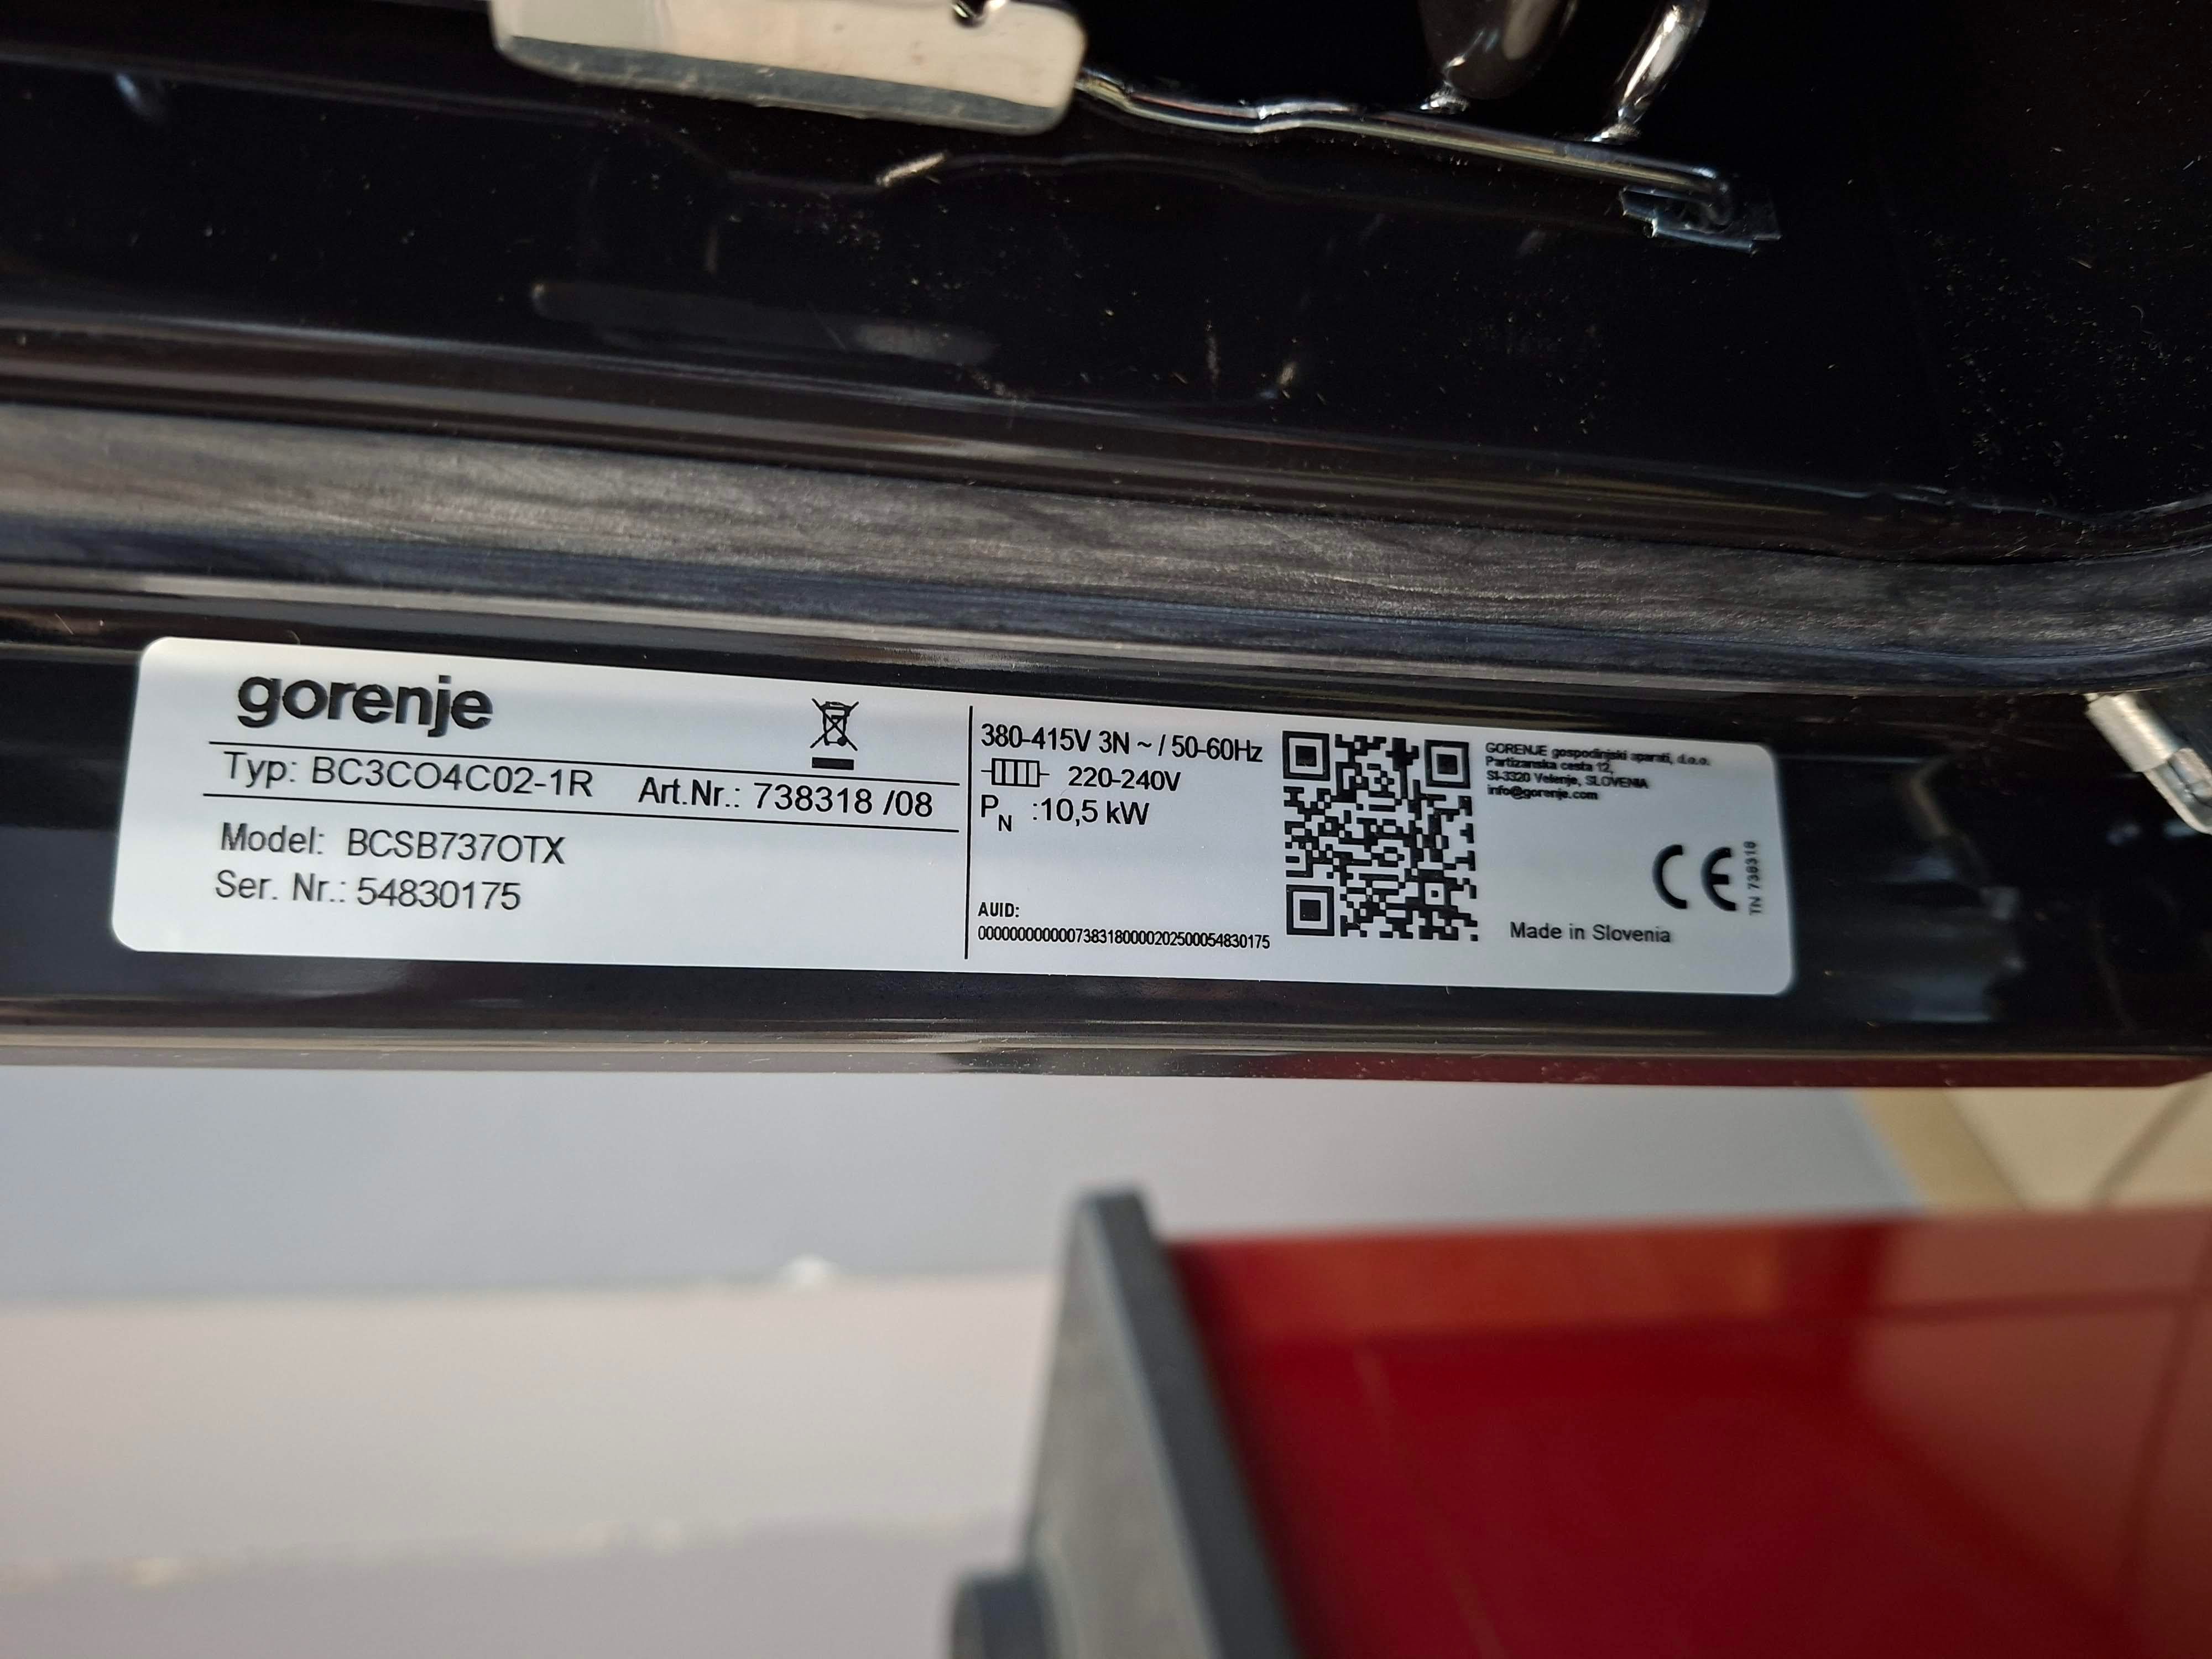 gorenje
Typ: BC3CO4C02-1R Art.Nr.: 738318 /08
Model: BCSB737OTX
Ser. Nr.: 54830175
380-415V 3N ~ / 50-60Hz
220-240V
PN :10,5 kW
AUID:
0000000000007383180000202500054830175
GORENJE gospodinjski aparati, d.o.o.
Partizanska cesta 12,
SI-3320 Velenje, SLOVENIA
info@gorenje.com
CE
TN 738318
Made in Slovenia